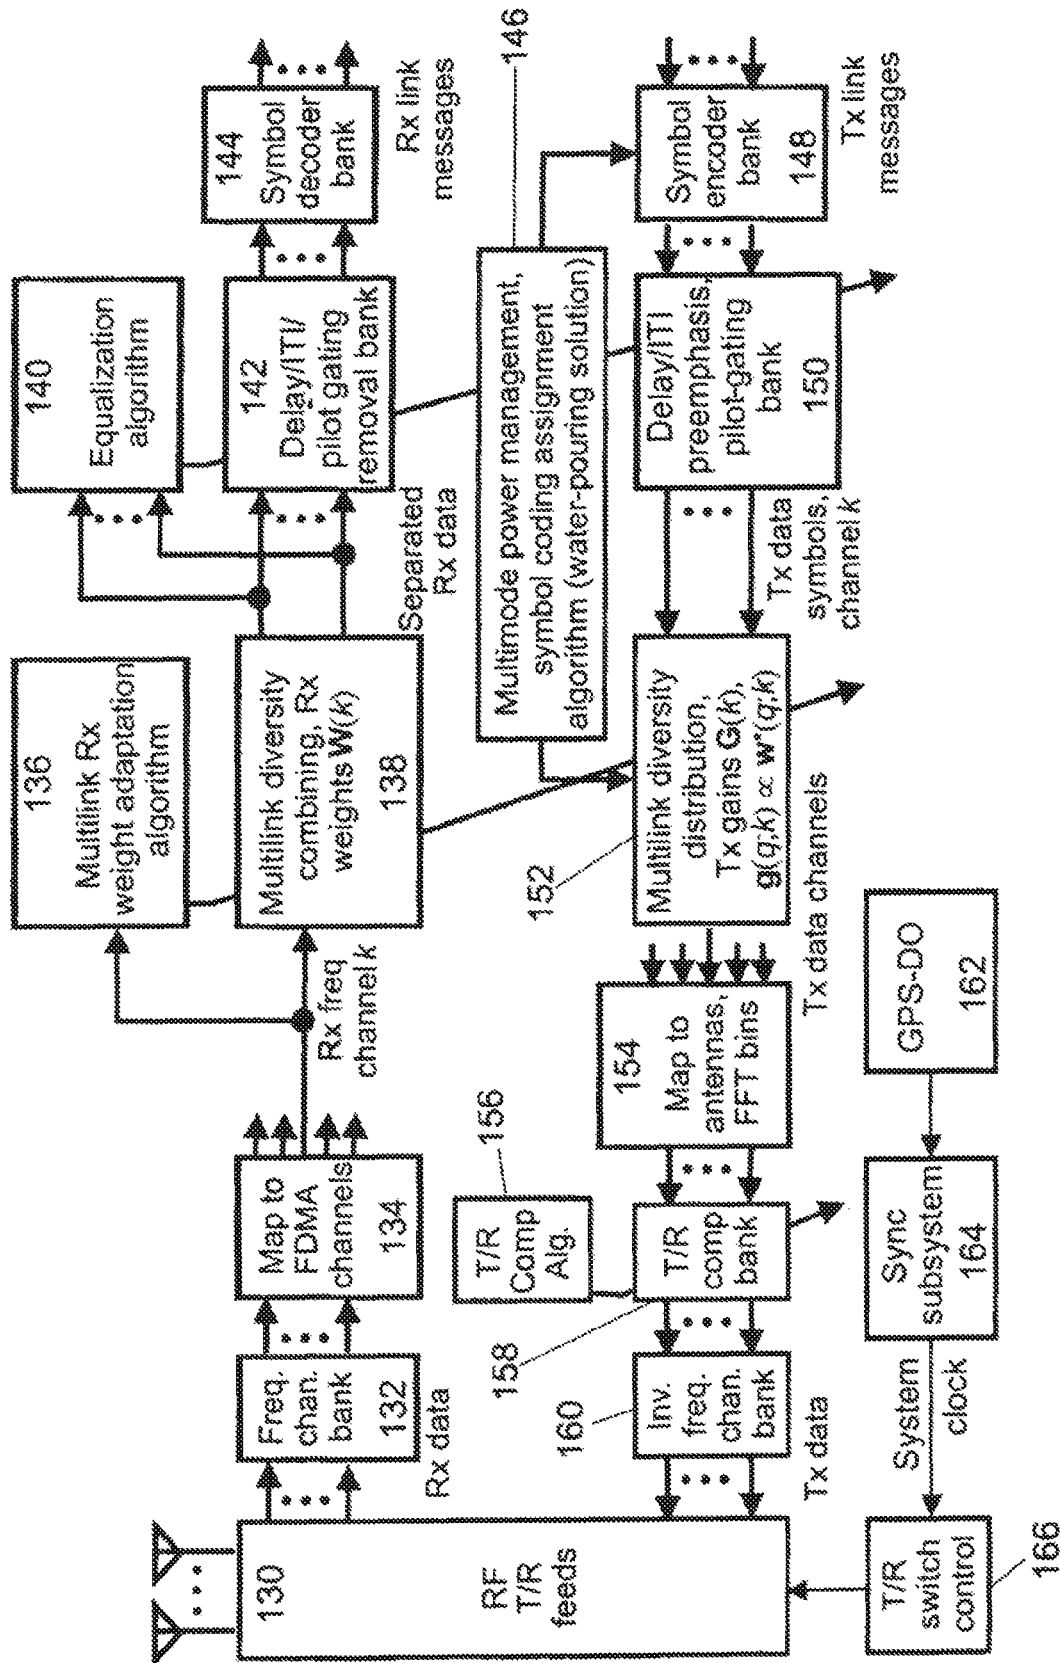 130
RF
T/R
feeds
Freq.
chan.
bank
132
Rx data
Map to
FDMA
channels
134
Rx freq
channel k
136
Multilink Rx
weight adaptation
algorithm
Multilink diversity
combining, Rx
weights W(k)
138
Separated
Rx data
140
Equalization
algorithm
142
Delay/ITI/
pilot gating
removal bank
144
Symbol
decoder
bank
Rx link
messages
146
Multimode power management,
symbol coding assignment
algorithm (water-pouring solution)
Symbol
encoder
bank
148
Tx link
messages
Delay/ITI
preemphasis,
pilot-gating
bank
150
Tx data
symbols,
channel k
152
Multilink diversity
distribution,
Tx gains G(k),
g(q;k) ∝ w*(q;k)
Tx data channels
154
Map to
antennas,
FFT bins
156
T/R
Comp
Alg.
T/R
comp
bank
158
160
Inv.
freq.
chan.
bank
Tx data
GPS-DO
162
Sync
subsystem
164
System
clock
T/R
switch
control
166